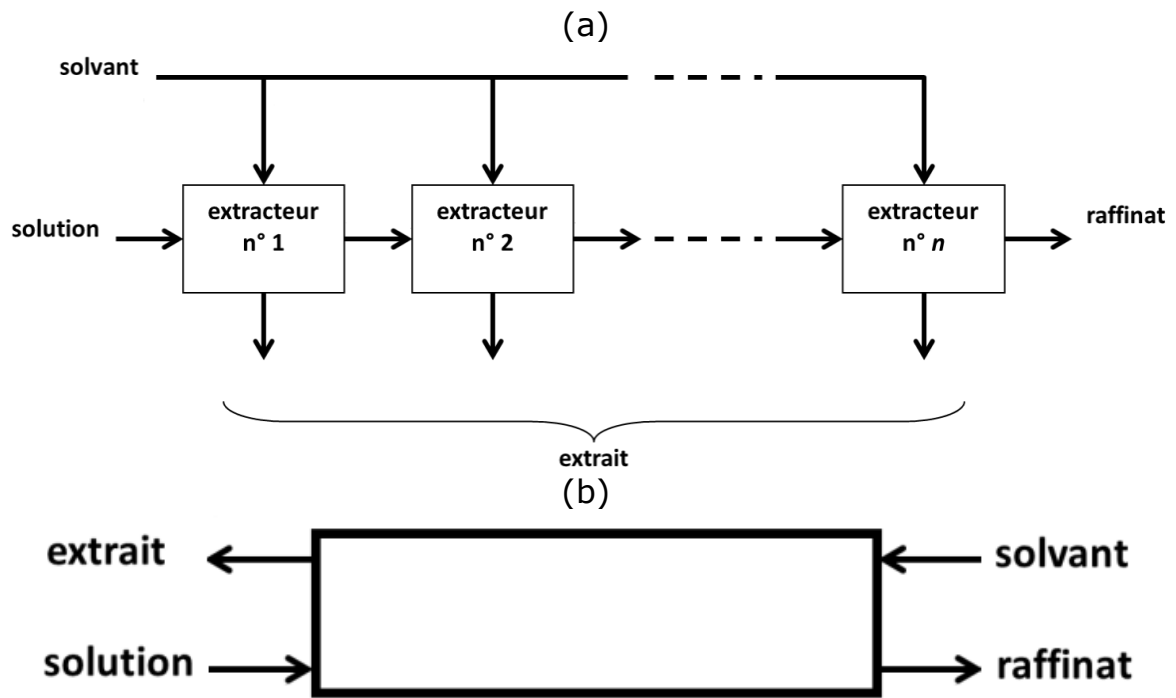 (a)
solvant
solution
extracteur
n° 1
extracteur
n° 2
extracteur
n° n
raffinat
extrait
(b)
extrait
solvant
solution
raffinat